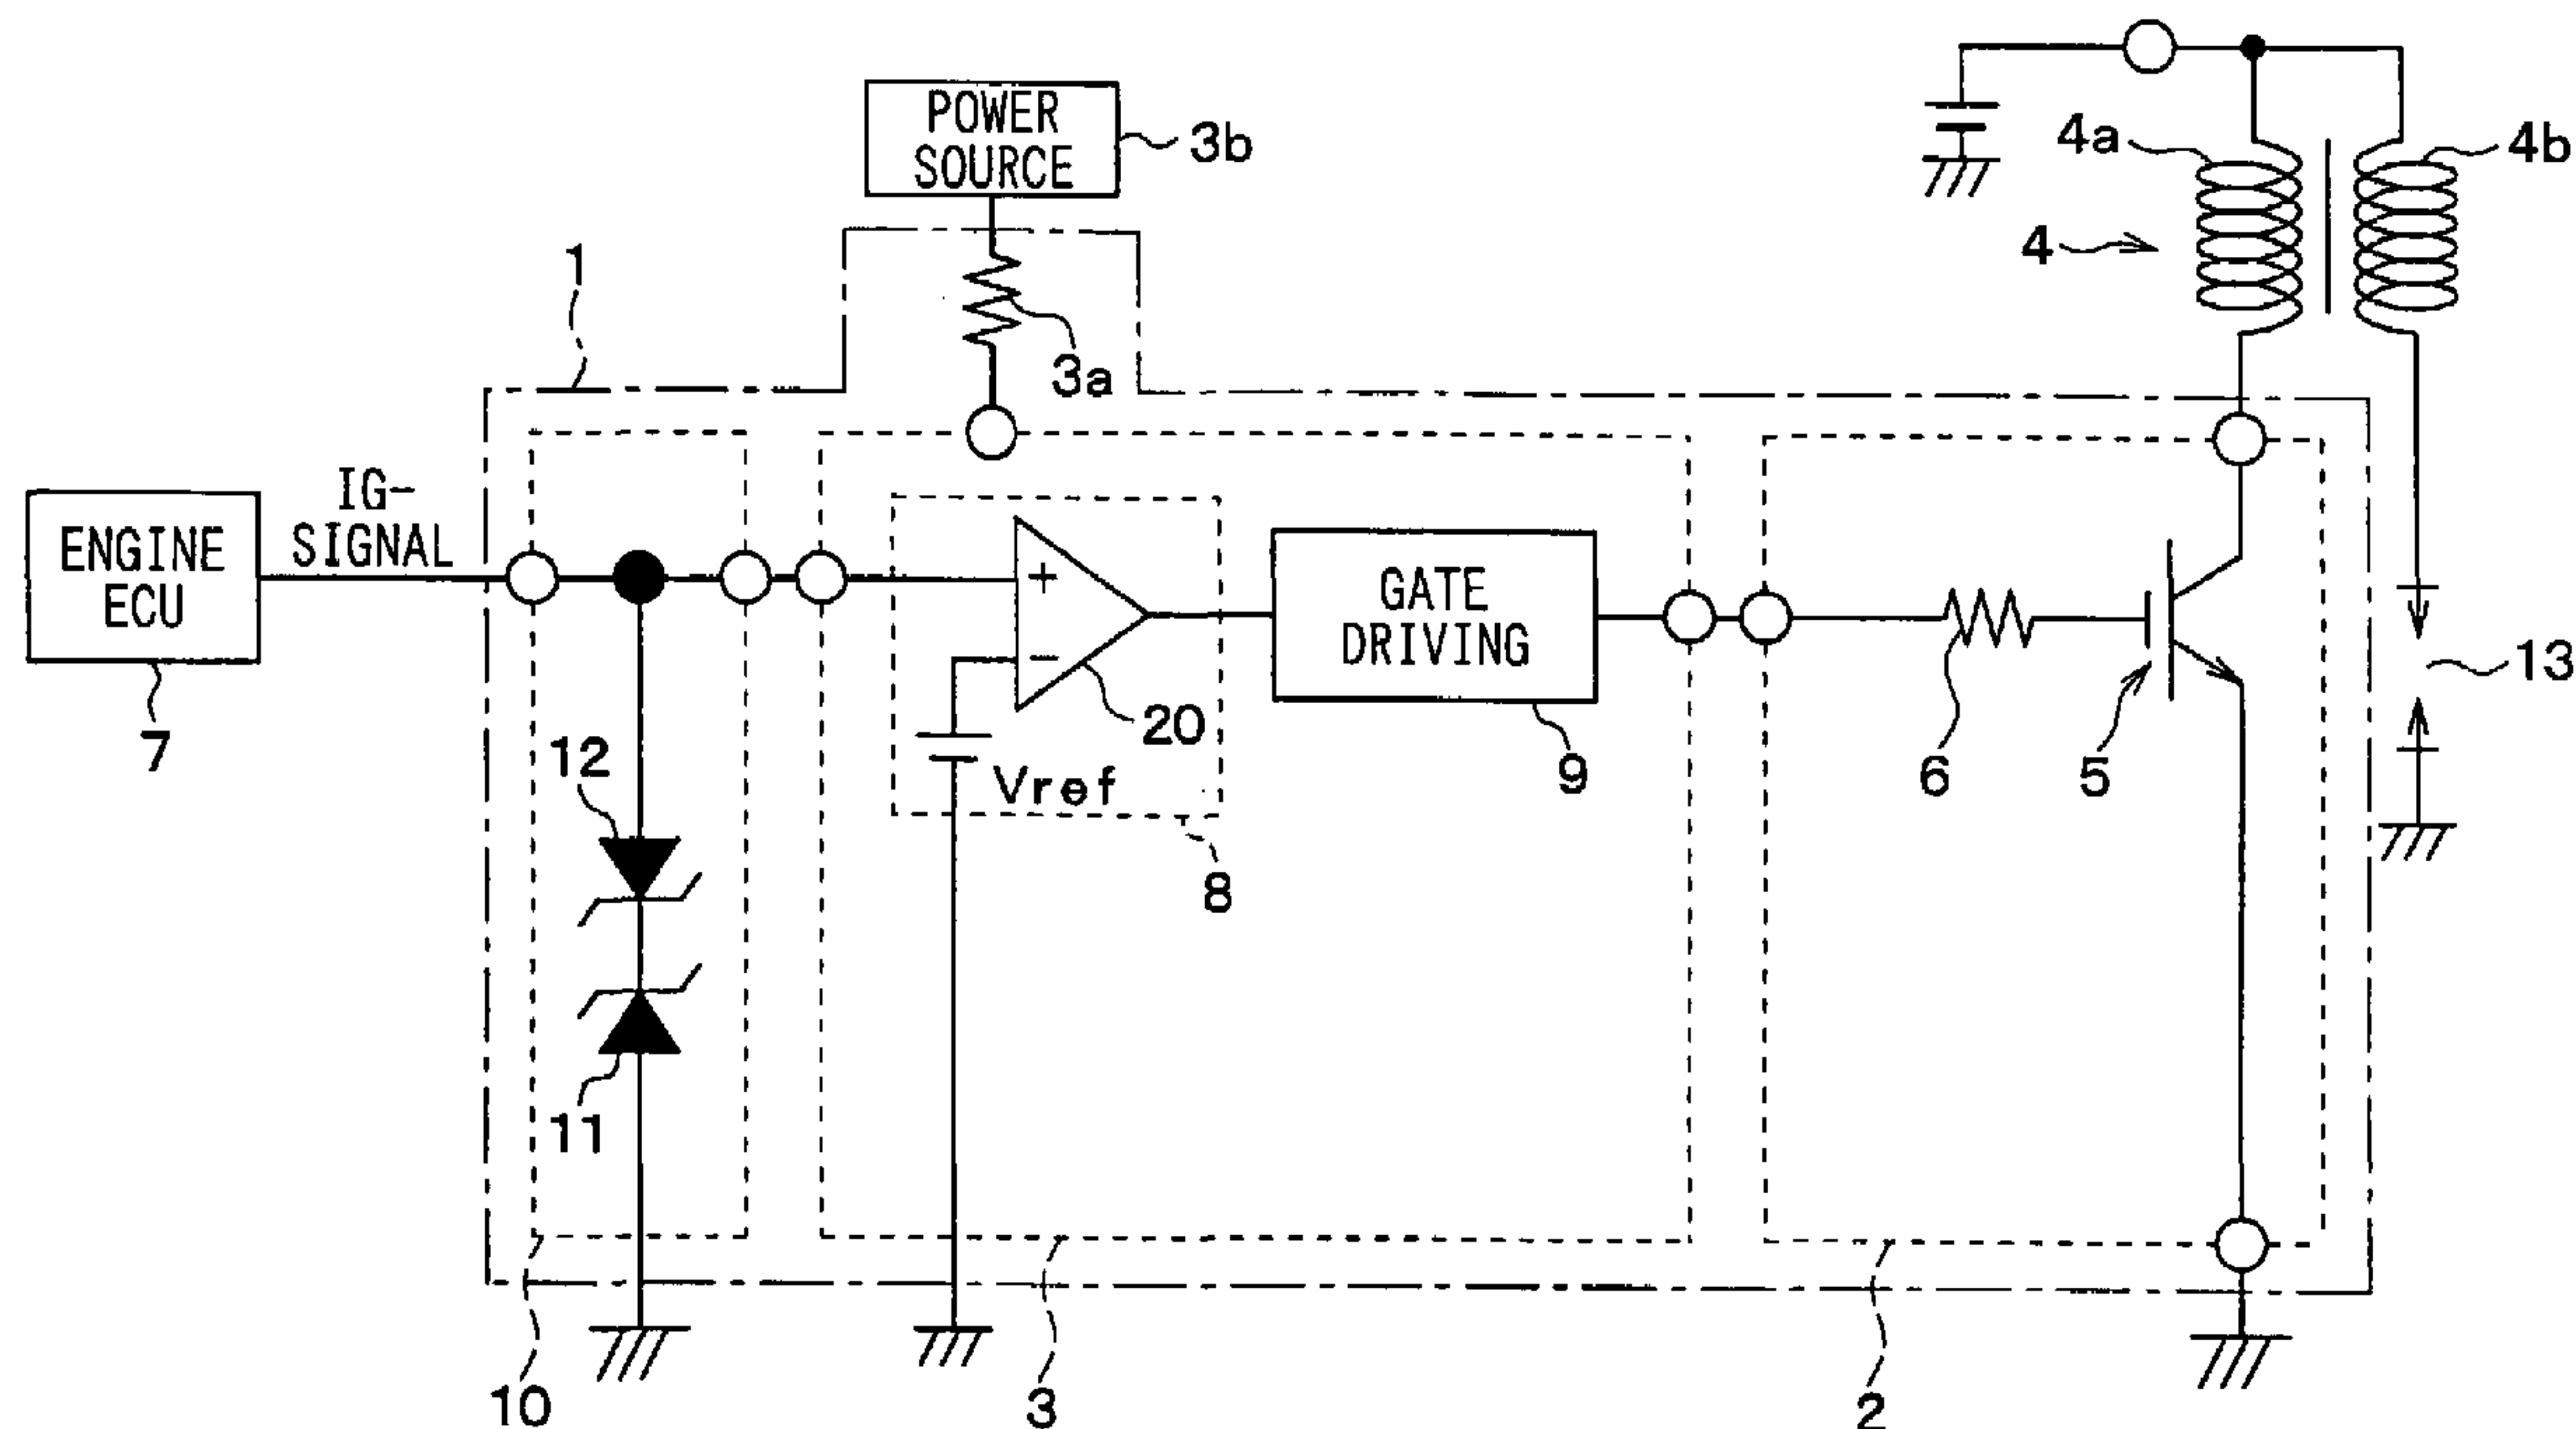 POWER
SOURCE
3b
4a
4b
4
1
3a
IG-
SIGNAL
ENGINE
ECU
+
GATE
DRIVING
−
13
20
7
12
Vref
9
6
5
8
11
10
3
2